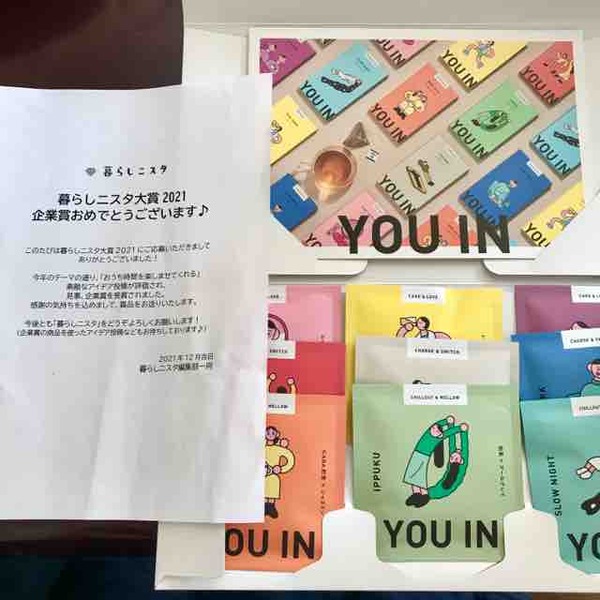 暮らしニスタ
暮らしニスタ大賞 2021
企業賞おめでとうございます♪
このたびは暮らしニスタ大賞2021にご応募いただきまして
ありがとうございます！
今年のテーマの通り、「おうち時間を楽しませてくれる」
素敵なアイデア投稿が評価され、
見事、企業賞を受賞されました。
感謝の気持ちを込めまして、賞品をお送りいたします。
今後とも「暮らしニスタ」をどうぞよろしくお願いします！
(企業賞の商品を使ったアイデア投稿などもお待ちしております♪)
2021年12月吉日
暮らしニスタ編集部一同
YOU IN
YOU IN
YOU IN
YOU IN
YOU IN
CARE & LOVE
CHARGE & SWITCH
CHILLOUT & MELLOW
IPPUKU
YOU IN
OU IN
SLOW NIGHT